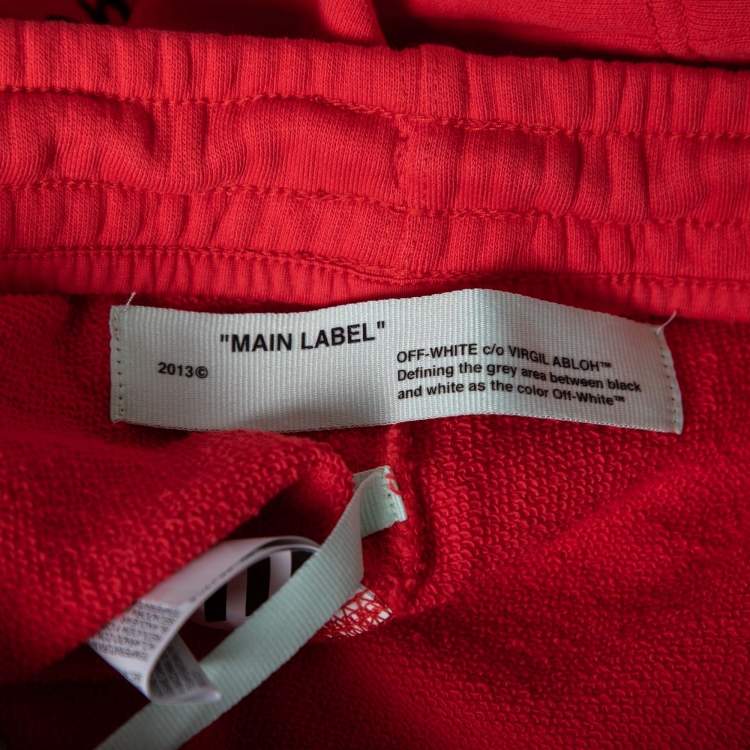 "MAIN LABEL"
2013©
OFF-WHITE c/o VIRGIL ABLOH™
Defining the grey area between black
and white as the color Off-White™